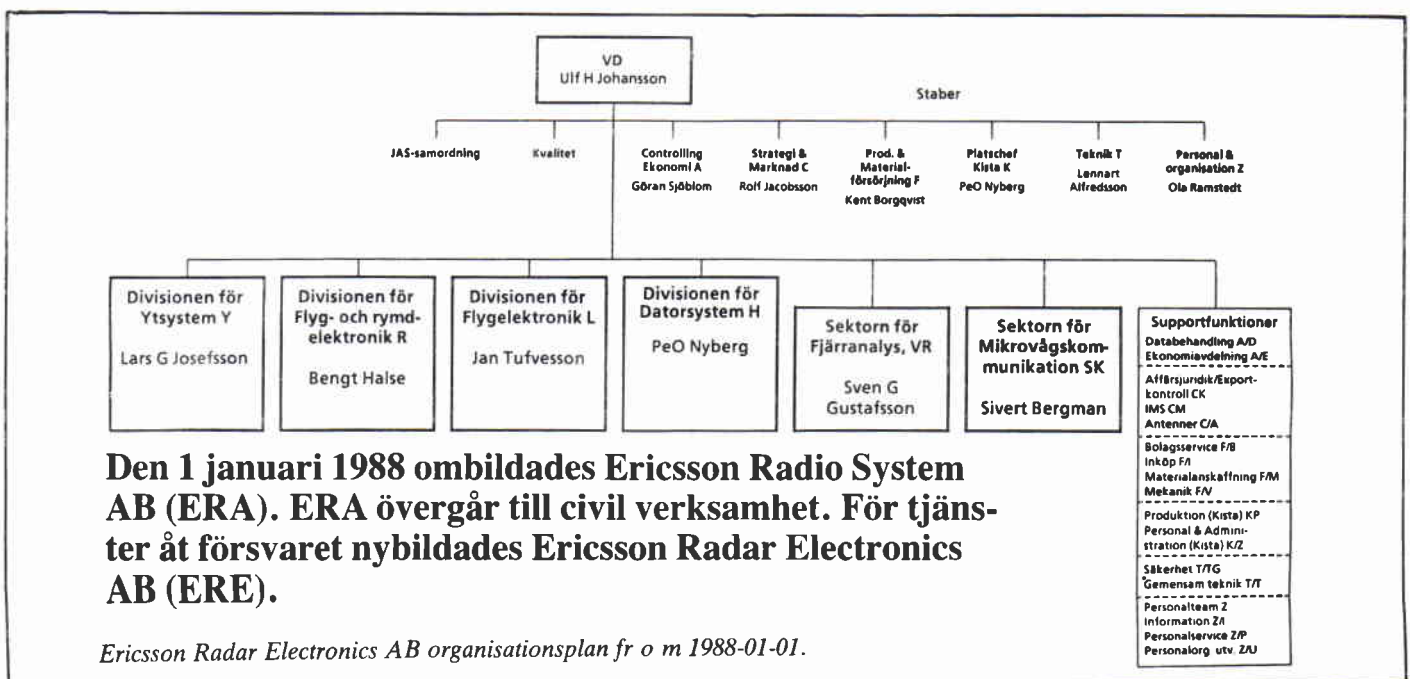 VD
Ulf H Johansson
Staber
JAS-samordning
Kvalitet
Controlling
Ekonomi A
Göran Sjöblom
Strategi &
Marknad C
Rolf Jacobsson
Prod. &
Material-
försörjning F
Kent Borgqvist
Platschef
Kista K
PeO Nyberg
Teknik T
Lennart
Alfredsson
Personal &
organisation Z
Ola Ramstedt
Divisionen för
Ytsystem Y
Lars G Josefsson
Divisionen för
Flyg- och rymd-
elektronik R
Bengt Halse
Divisionen för
Flygelektronik L
Jan Tufvesson
Divisionen för
Datorsystem H
PeO Nyberg
Sektorn för
Fjärranalys, VR
Sven G
Gustafsson
Sektorn för
Mikrovågskom-
munikation SK
Sivert Bergman
Supportfunktioner
Databehandling A/D
Ekonomiavdelning A/E
Affärsjuridik/Export-
kontroll CK
IMS CM
Antenner C/A
Bolagsservice F/B
Inköp F/I
Materialanskaffning F/M
Mekanik F/V
Produktion (Kista) KP
Personal & Admini-
stration (Kista) K/Z
Säkerhet T/TG
Gemensam teknik T/T
Personalteam Z
Information Z/I
Personalservice Z/P
Personalorg utv. Z/U
Den 1 januari 1988 ombildades Ericsson Radio System
AB (ERA). ERA övergår till civil verksamhet. För tjäns-
ter åt försvaret nybildades Ericsson Radar Electronics
AB (ERE).
Ericsson Radar Electronics AB organisationsplan fr o m 1988-01-01.